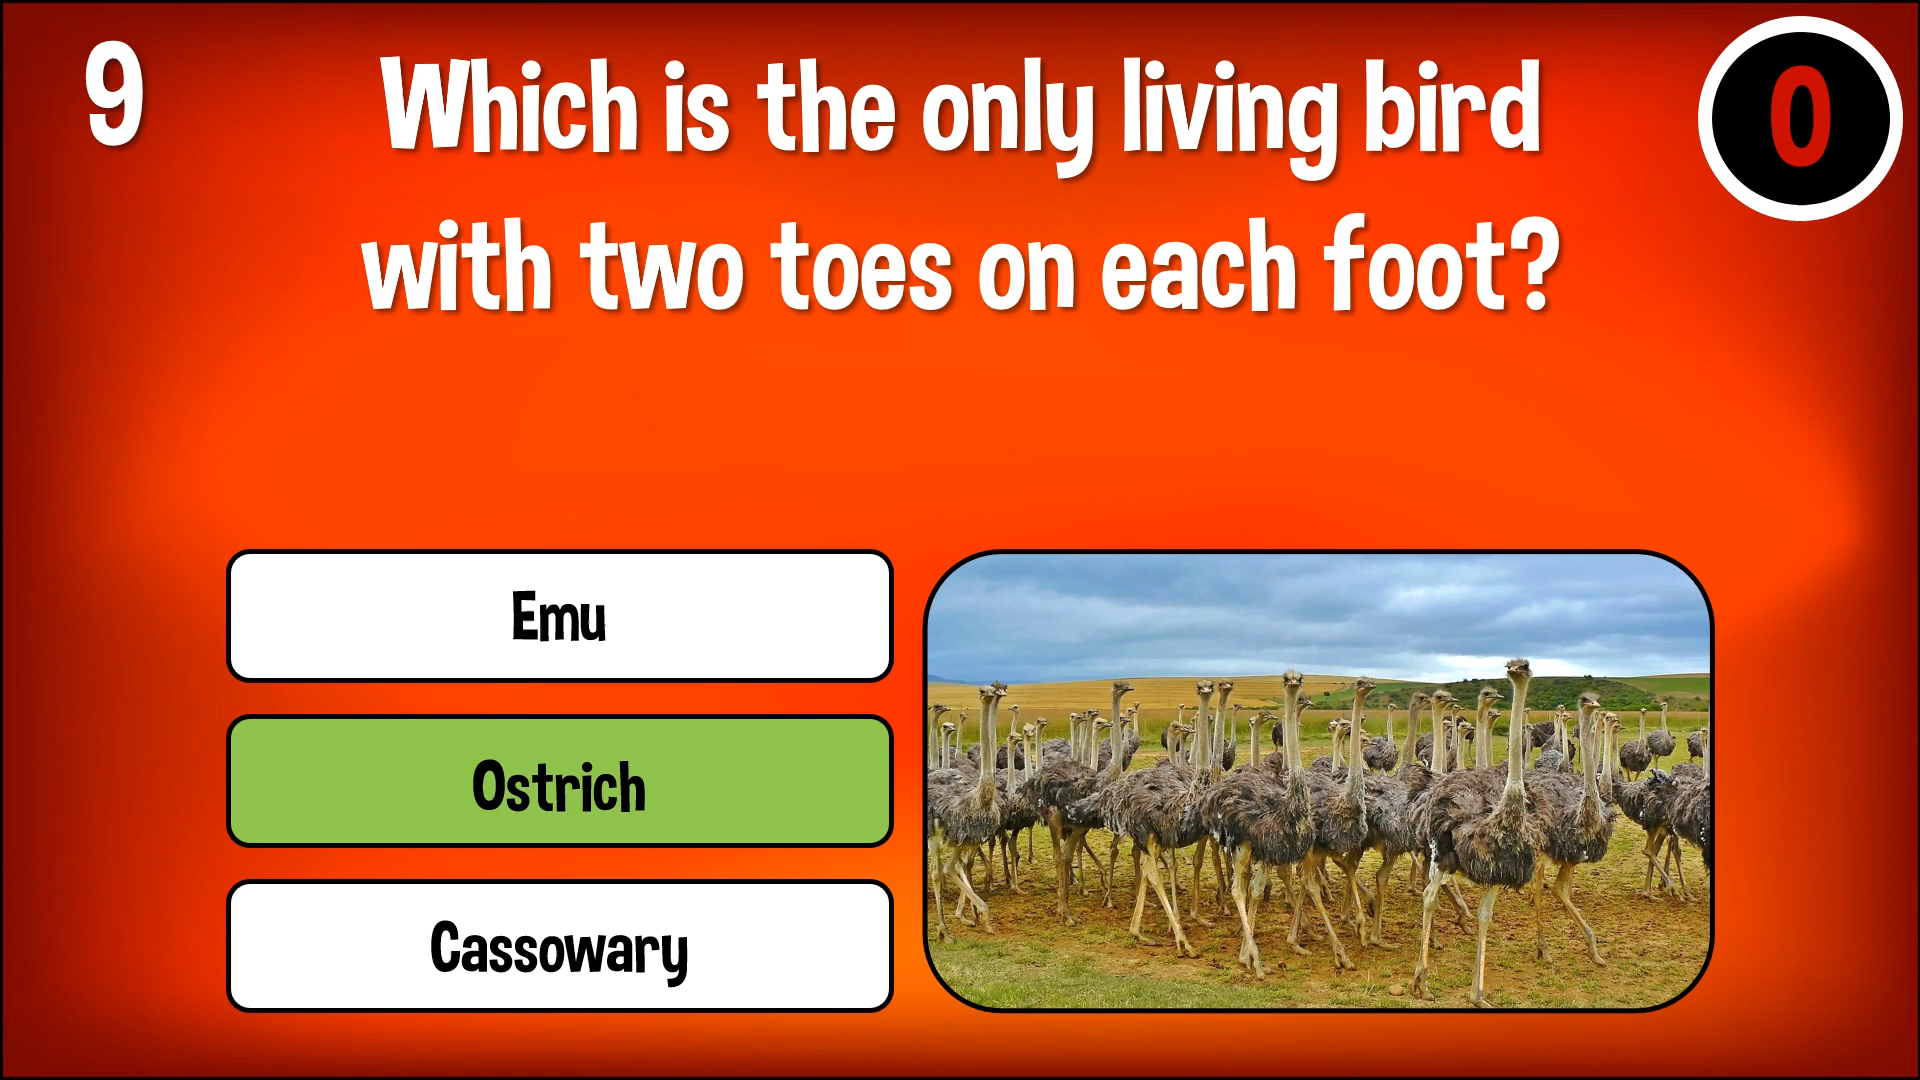 9
Which is the only living bird
0
with two toes on each foot?
Emu
Ostrich
Cassowary